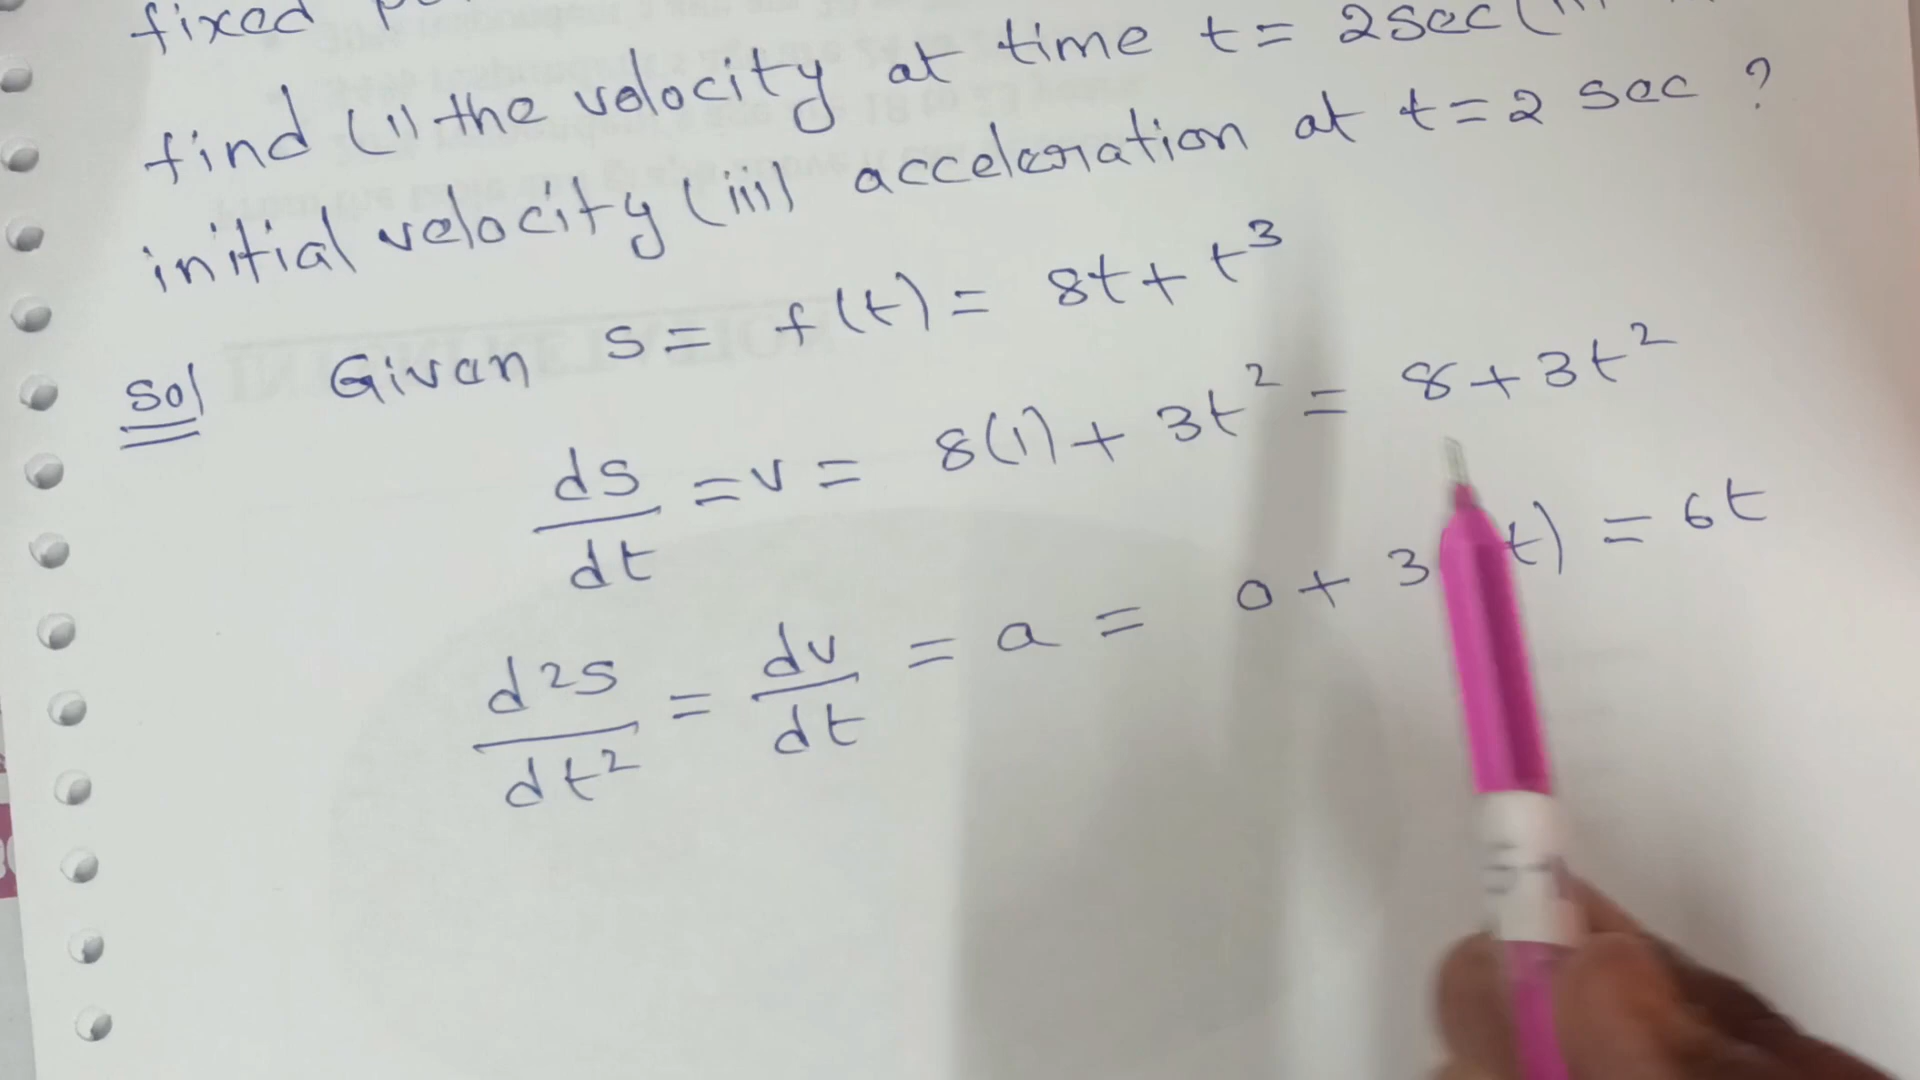 fixed
find (i) the velocity at time t= 2sec (ii)
initial velocity (iii) acceleration at t=2 sec ?
Sol Given s= f(t) = 8t+t³
ds/dt =v= 8(1)+3t² = 8+3t²
d²s/dt² = dv/dt = a = 0+3 t) = 6t